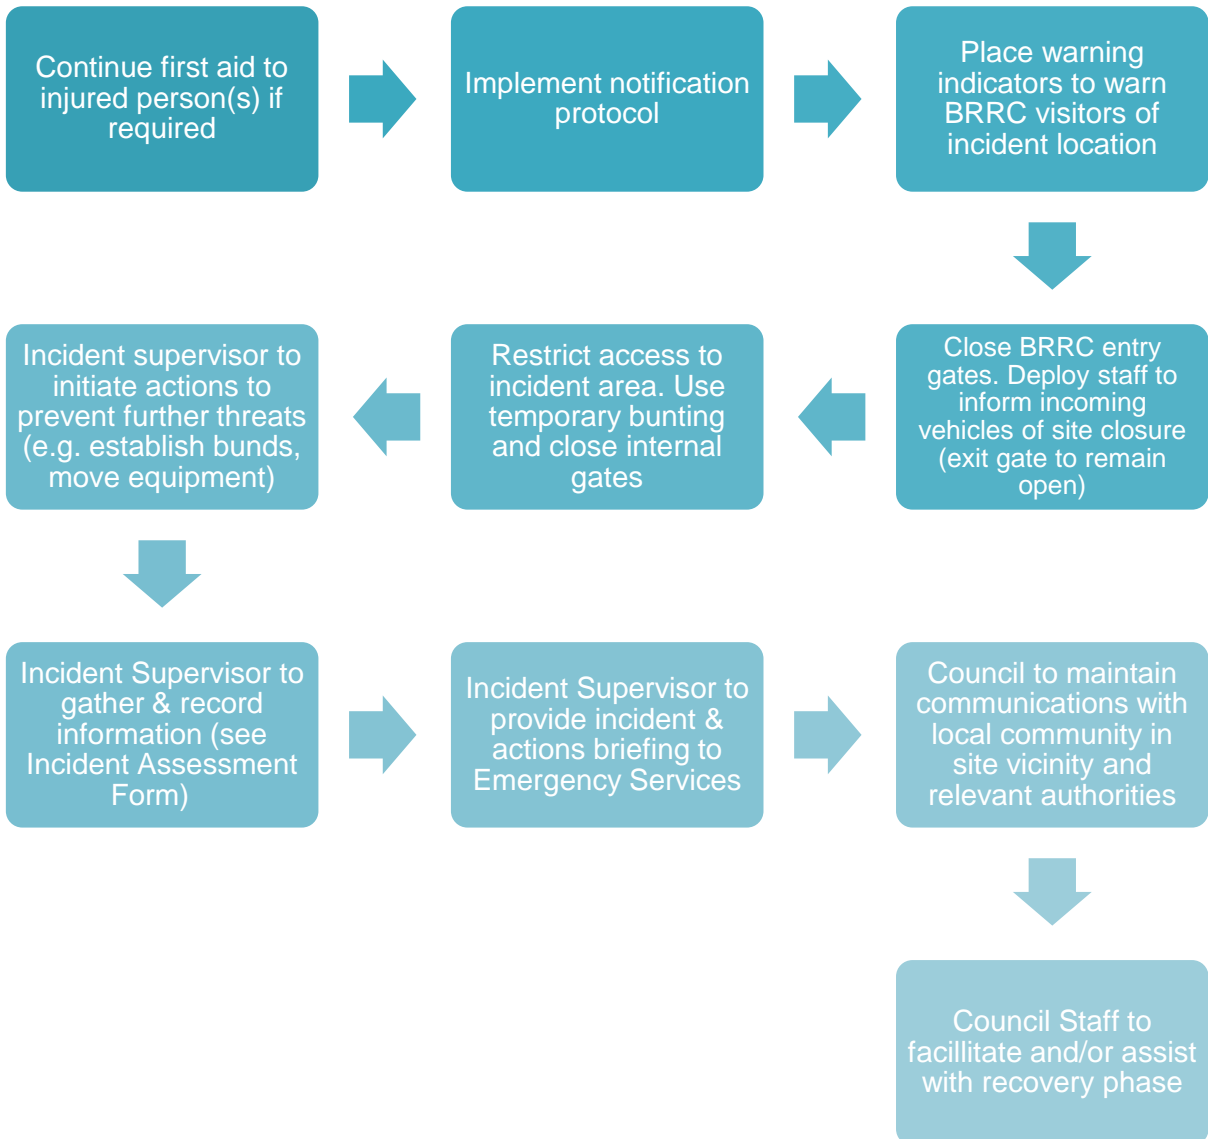 Continue first aid to
injured person(s) if
required
Implement notification
protocol
Place warning
indicators to warn
BRRC visitors of
incident location
Close BRRC entry
gates. Deploy staff to
inform incoming
vehicles of site closure
(exit gate to remain
open)
Restrict access to
incident area. Use
temporary bunting
and close internal
gates
Incident supervisor to
initiate actions to
prevent further threats
(e.g. establish bunds,
move equipment)
Incident Supervisor to
gather & record
information (see
Incident Assessment
Form)
Incident Supervisor to
provide incident &
actions briefing to
Emergency Services
Council to maintain
communications with
local community in
site vicinity and
relevant authorities
Council Staff to
facillitate and/or assist
with recovery phase